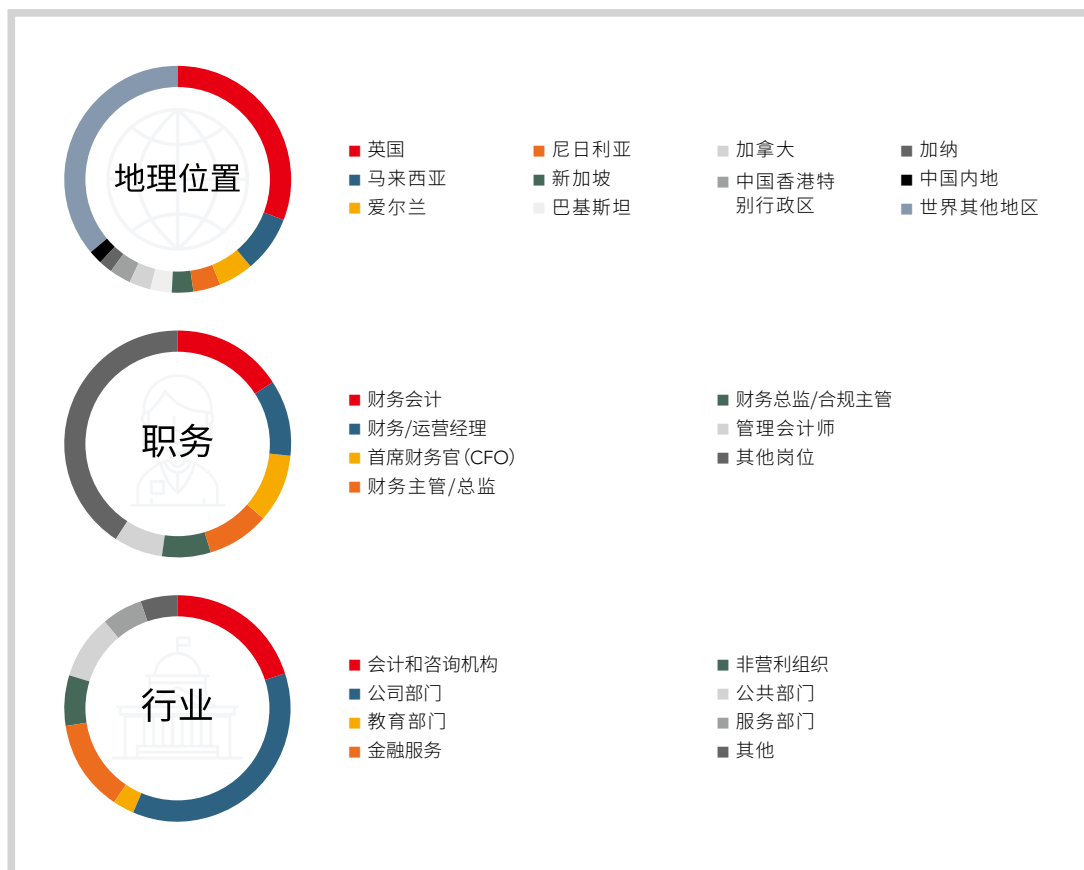 地理位置
英国
马来西亚
爱尔兰
尼日利亚
新加坡
巴基斯坦
加拿大
中国香港特
别行政区
加纳
中国内地
世界其他地区
职务
财务会计
财务/运营经理
首席财务官(CFO)
财务主管/总监
财务总监/合规主管
管理会计师
其他岗位
行业
会计和咨询机构
公司部门
教育部门
金融服务
非营利组织
公共部门
服务部门
其他